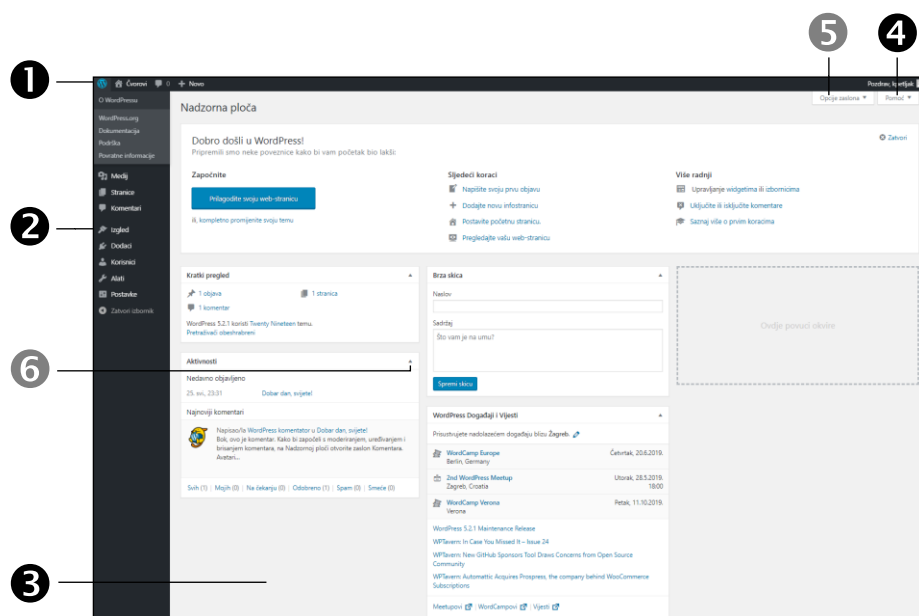 5
4
1
Čvorovi 0 + Novo
Pozdrav,
O WordPressu
Opcije zaslona
Pomoć
WordPress.org
Dokumentacija
Podrška
Povratne informacije
Nadzorna ploča
Dobro došli u WordPress!
Zatvori
Pripremili smo neke poveznice kako bi vam početak bio lakši:
Započnite
Prilagodite svoju web-stranicu
ili, kompletno promijenite svoju temu
Sljedeći koraci
Napišite svoju prvu objavu
Dodajte novu infostranicu
Postavite početnu stranicu.
Pregledajte vašu web-stranicu
Više radnji
Upravljanje widgetima ili izbornicima
Uključite ili isključite komentare
Saznaj više o prvim koracima
Mediji
Stranice
Komentari
2
Izgled
Dodaci
Korisnici
Alati
Postavke
Zatvori izbornik
Kratki pregled
1 objava
1 stranica
1 komentar
WordPress 5.2.1 koristi Twenty Nineteen temu.
Pretraživači obeshrabreni
6
Aktivnosti
Nedavno objavljeno
25. svi, 23:31 Dobar dan, svijete!
Najnoviji komentari
Napisao/la WordPress komentator u Dobar dan, svijete!
Bok, ovo je komentar. Kako bi započeli s moderiranjem, uređivanjem i
brisanjem komentara, na Nadzornoj ploči otvorite zaslon Komentara.
Avatari...
Svih (1) | Mojih (0) | Na čekanju (0) | Odobreno (1) | Spam (0) | Smeće (0)
3
Brza skica
Naslov
Sadržaj
Što vam je na umu?
Spremi skicu
Ovdje povuci okvire
WordPress Događaji i Vijesti
Prisustvujete nadolazećem događaju blizu Zagreb.
WordCamp Europe
Berlin, Germany
Četvrtak, 20.6.2019.
2nd WordPress Meetup
Zagreb, Croatia
Utorak, 28.5.2019.
18:00
WordCamp Verona
Verona
Petak, 11.10.2019.
WordPress 5.2.1 Maintenance Release
WPTavern: In Case You Missed It – Issue 24
WPTavern: New GitHub Sponsors Tool Draws Concerns from Open Source
Community
WPTavern: Automattic Acquires Prospress, the company behind WooCommerce
Subscriptions
Meetupovi | WordCampovi | Vijesti